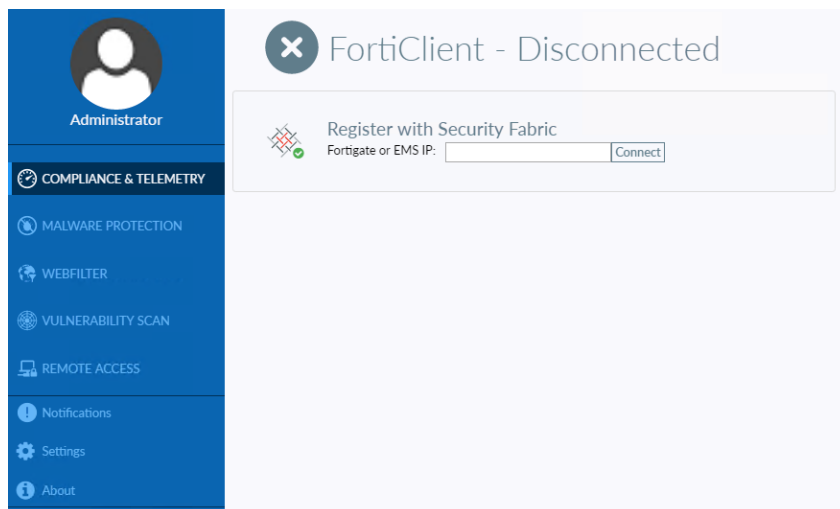 Administrator
COMPLIANCE & TELEMETRY
MALWARE PROTECTION
WEBFILTER
VULNERABILITY SCAN
REMOTE ACCESS
Notifications
Settings
About
FortiClient - Disconnected
Register with Security Fabric
Fortigate or EMS IP: Connect